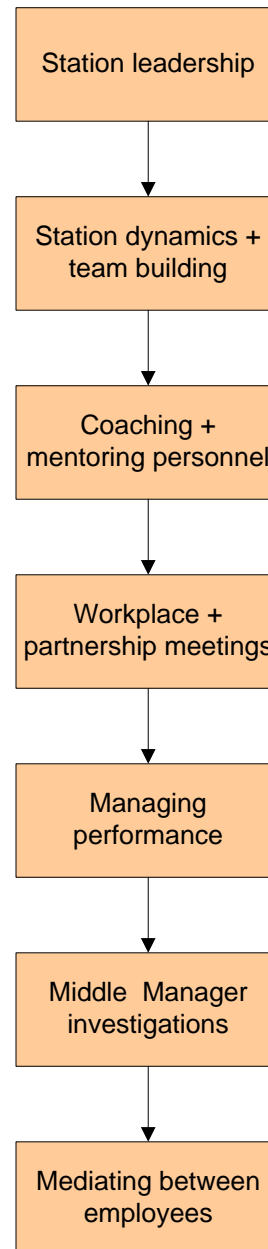 Station leadership
Station dynamics +
team building
Coaching +
mentoring personnel
Workplace +
partnership meetings
Managing
performance
Middle Manager
investigations
Mediating between
employees